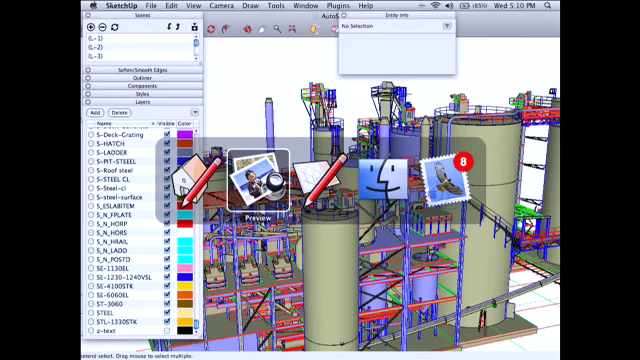 SketchUp File Edit View Camera Draw Tools Window Plugins Help (85%) Wed 5:10 PM
Scenes
AutoS
Entity Info
No Selection
(L-1)
(L-2)
(L-3)
Soften/Smooth Edges
Outliner
Components
Styles
Layers
Add Delete
Name Visible Color
S-Deck-Grating
S-HATCH
S-LADDER
S-PIT-STEEEL
S-Roof steel
S-STEEL CL
S-Steel-cl
S-steel-surface
S_ESLABITEM
S_N_FPLATE
S_N_HORP
S_N_HORS
S_N_HRAIL
S_N_LADD
S_N_POSTO
SE-1130EL
SE-1230-1240VSL
SE-4100STK
SE-6060EL
ST-3060
STEEL
STL-1330STK
z-text
8
Preview
extend select. Drag mouse to select multiple.